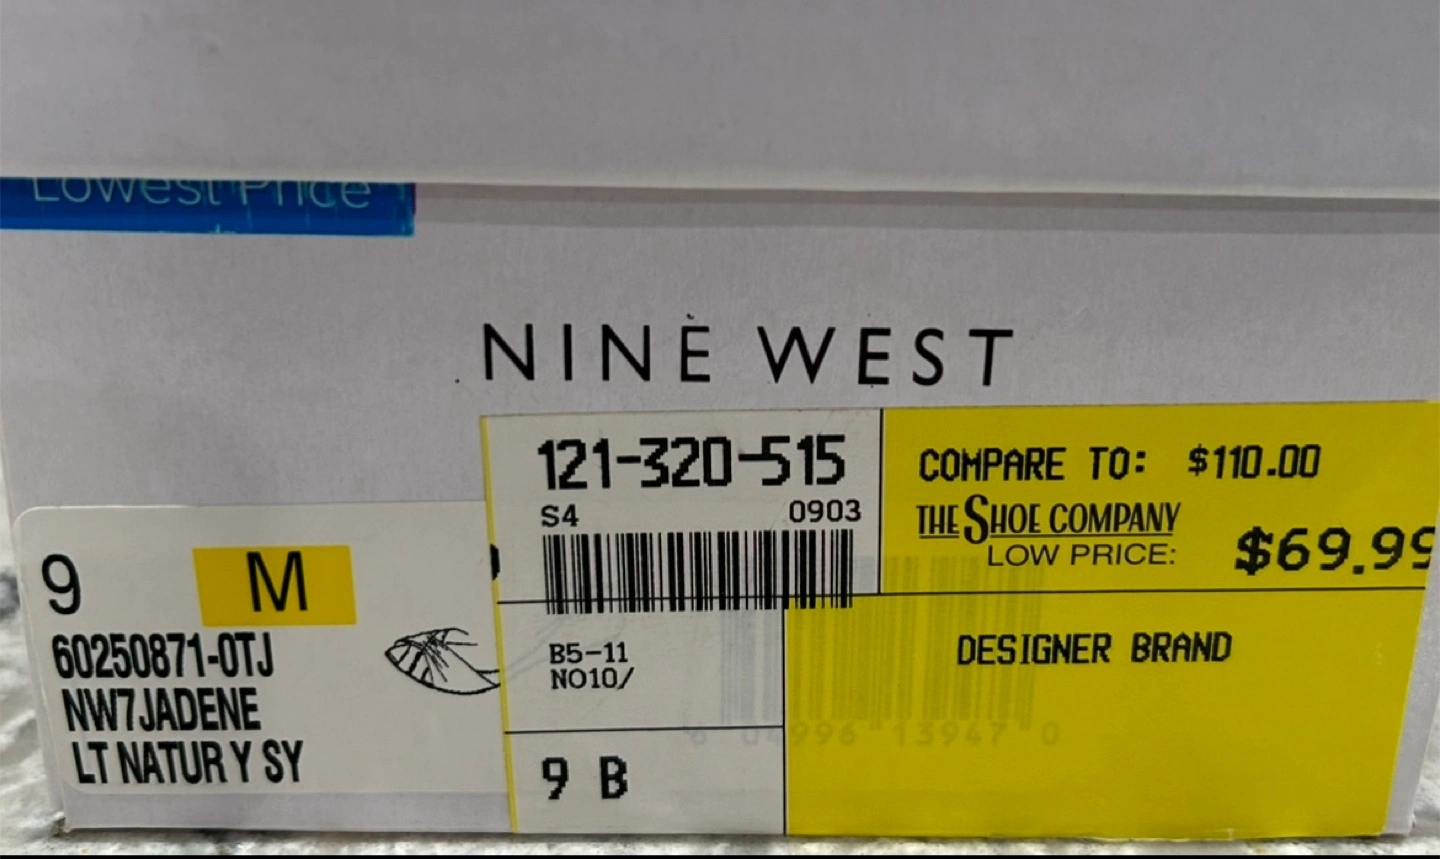 Lowest Price
NINE WEST
121-320-515
S4 0903
COMPARE TO: $110.00
THE SHOE COMPANY
LOW PRICE: $69.99
9 M
60250871-0TJ
NW7JADENE
LT NATUR Y SY
B5-11
NO10/
DESIGNER BRAND
9 B